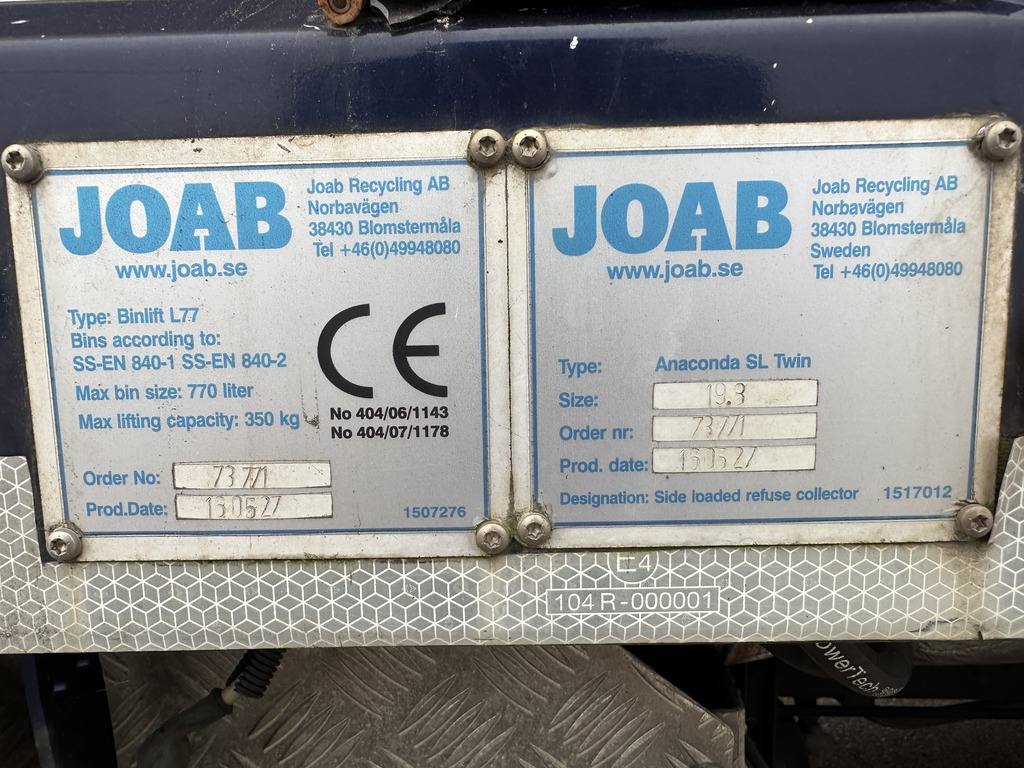 JOAB
www.joab.se
Joab Recycling AB
Norbavägen
38430 Blomstermåla
Tel +46(0)49948080
Type: Binlift L77
Bins according to:
SS-EN 840-1 SS-EN 840-2
Max bin size: 770 liter
Max lifting capacity: 350 kg
CE
No 404/06/1143
No 404/07/1178
Order No: 73771
Prod.Date: 130527
1507276
JOAB
www.joab.se
Joab Recycling AB
Norbavägen
38430 Blomstermåla
Sweden
Tel +46(0)49948080
Type: Anaconda SL Twin
Size:
Order nr: 73771
Prod. date: 130527
Designation: Side loaded refuse collector
1517012
E4
104 R-000001